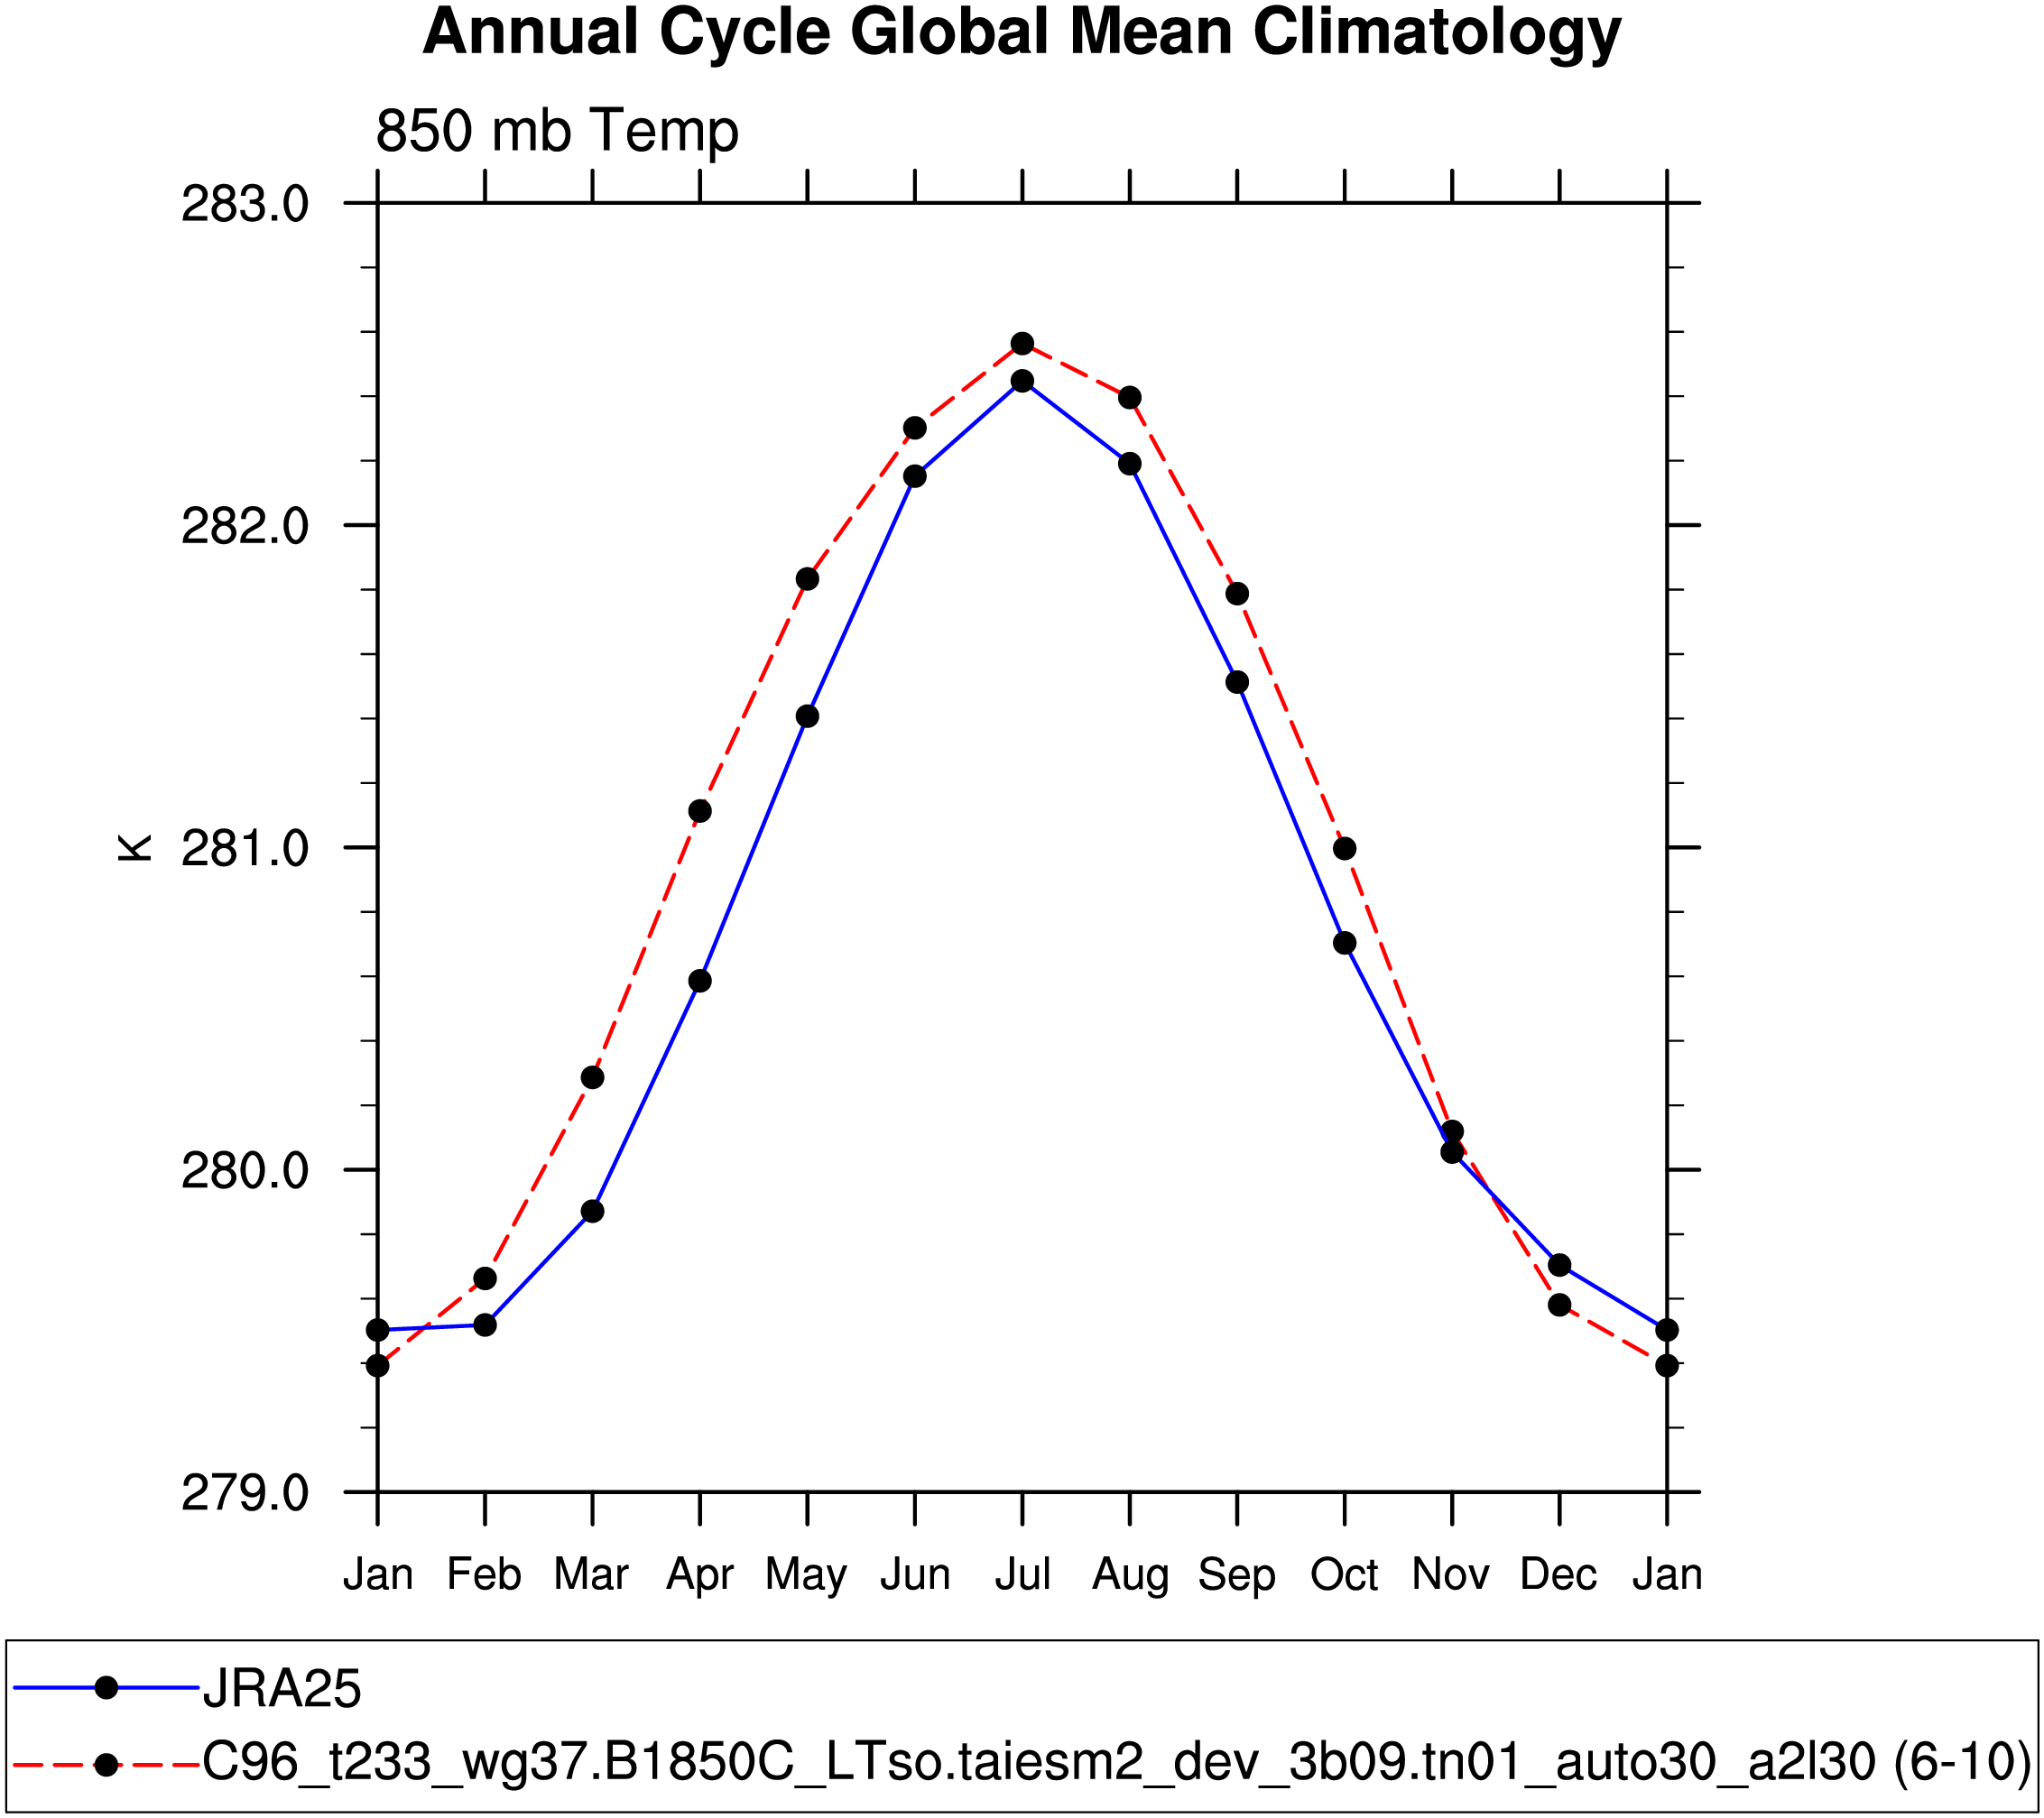 Annual Cycle Global Mean Climatology
850 mb Temp
283.0
282.0
281.0
280.0
279.0
K
Jan Feb Mar Apr May Jun Jul Aug Sep Oct Nov Dec Jan
JRA25
C96_t233_wg37.B1850C_LTso.taiesm2_dev_3b09.tn01_auto30_a2l30 (6-10)